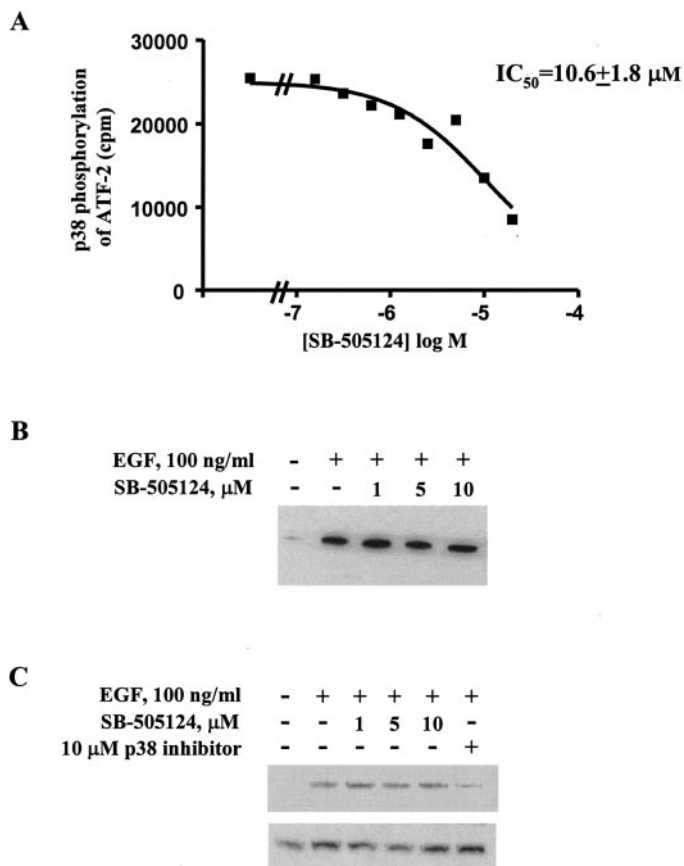 A
30000
20000
10000
0
p38 phosphorylation
of ATF-2 (cpm)
IC50=10.6±1.8 μM
-7 -6 -5 -4
[SB-505124] log M
B
EGF, 100 ng/ml - + + + +
SB-505124, μM - - 1 5 10
C
EGF, 100 ng/ml - + + + + +
SB-505124, μM - - 1 5 10 -
10 μM p38 inhibitor - - - - - +